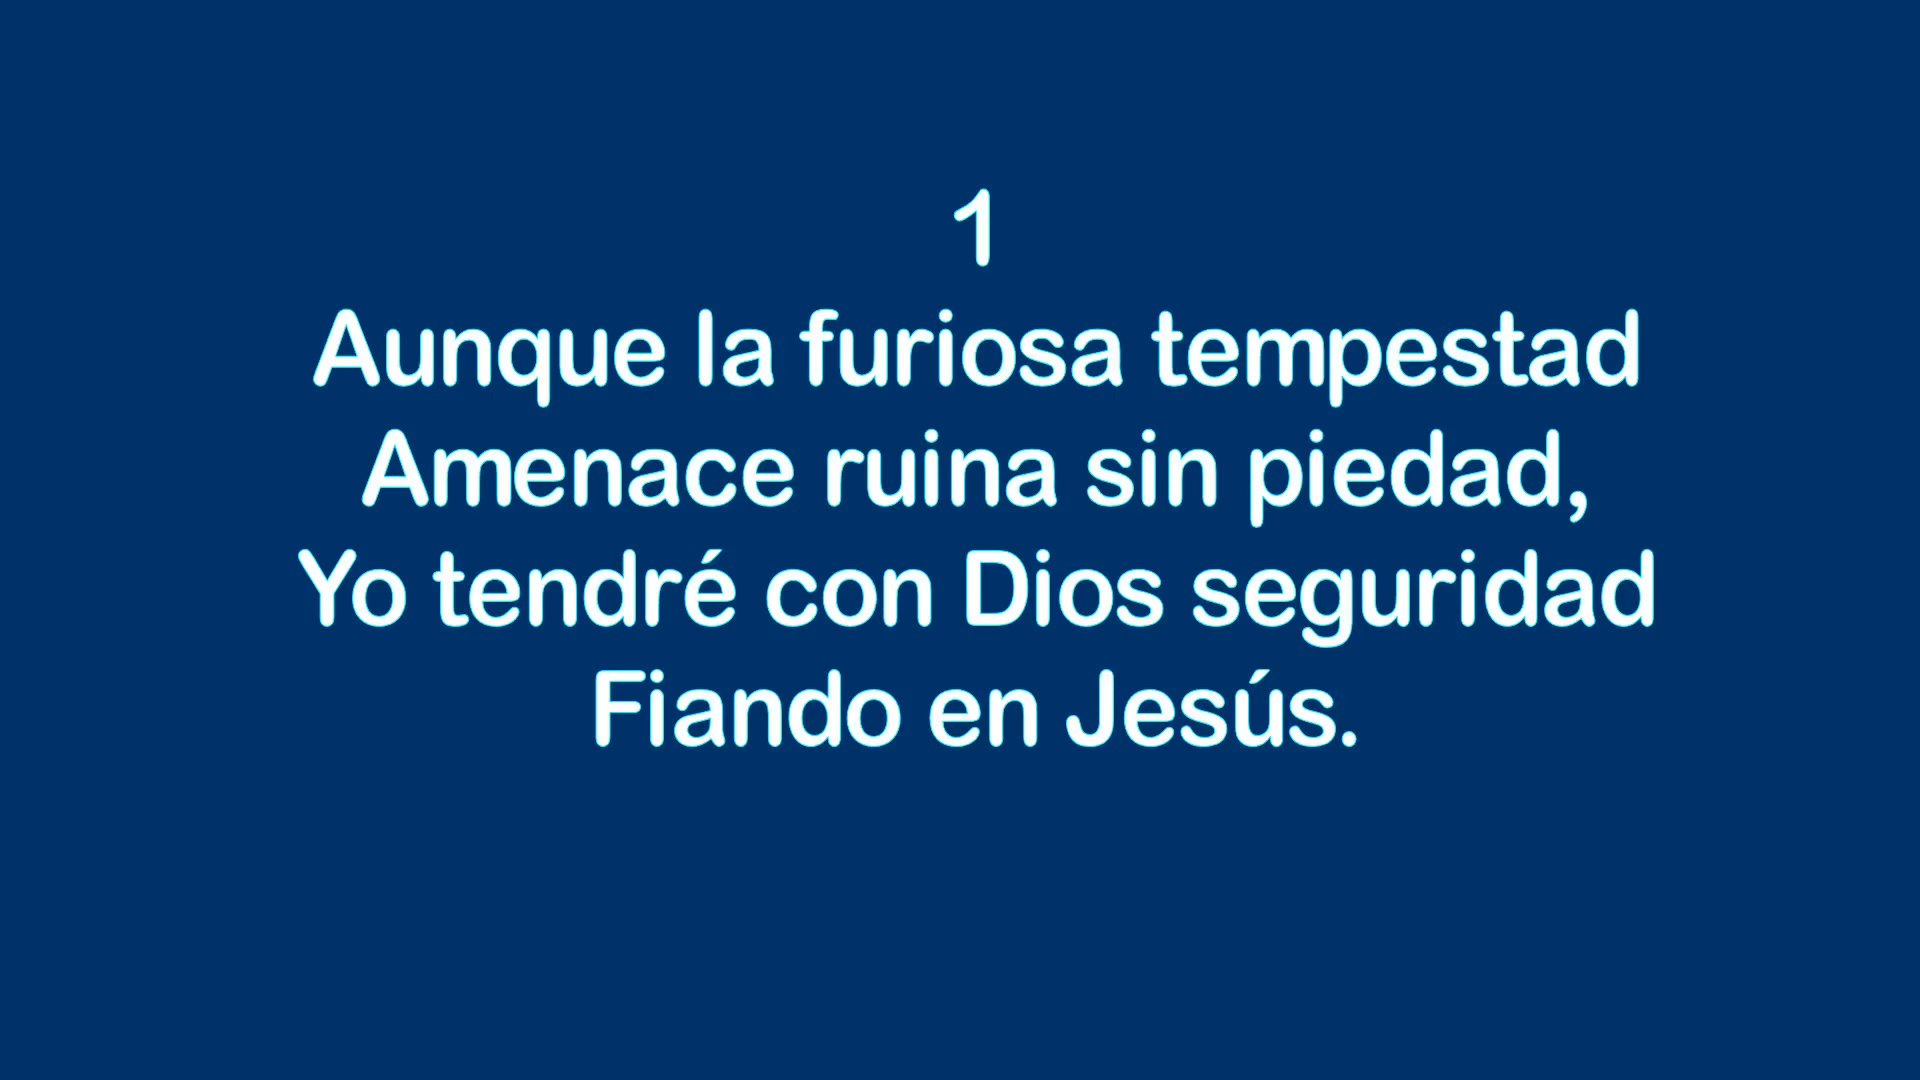 1
Aunque la furiosa tempestad
Amenace ruina sin piedad,
Yo tendré con Dios seguridad
Fiando en Jesús.